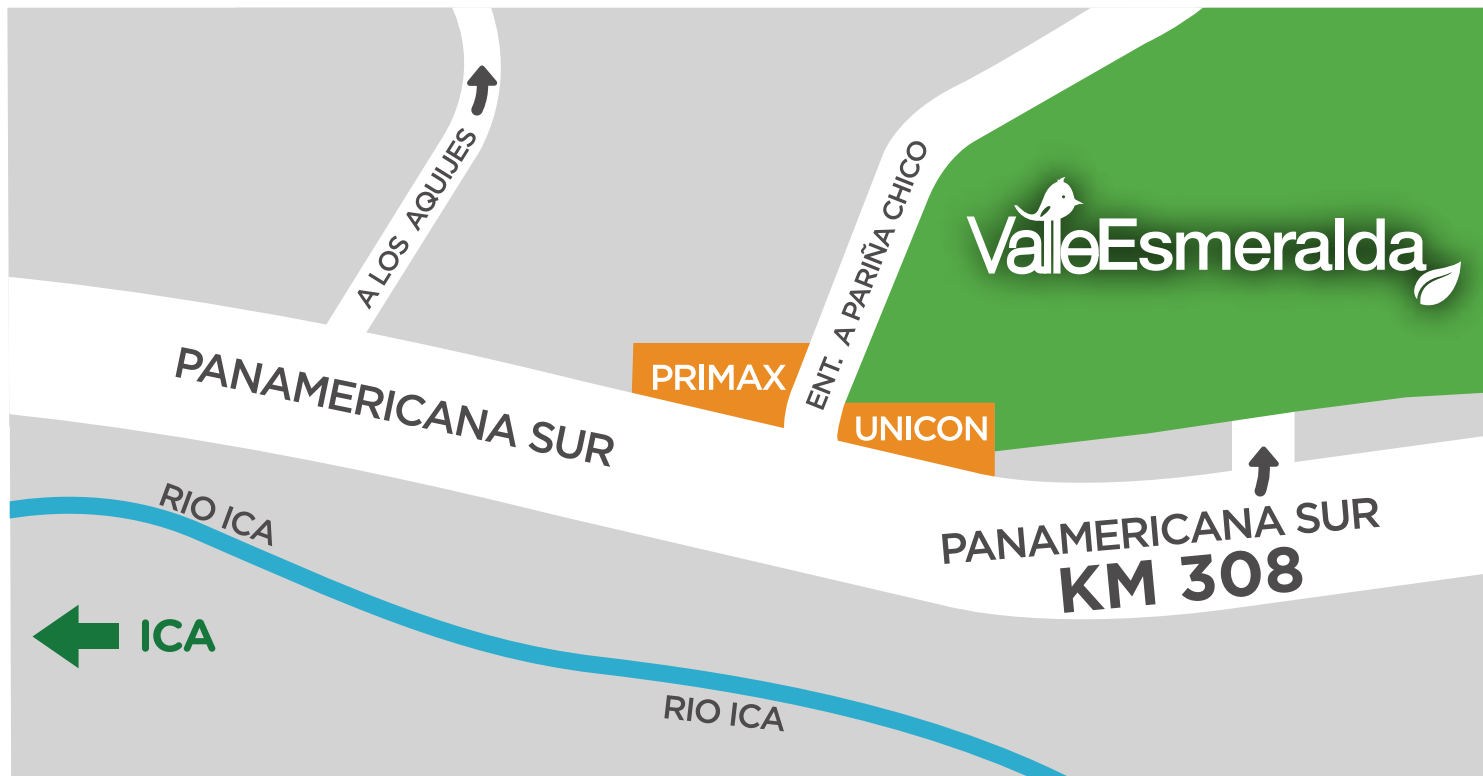 A LOS AQUIJES
ENT. A PARIÑA CHICO
ValleEsmeralda
PRIMAX
UNICON
PANAMERICANA SUR
PANAMERICANA SUR
KM 308
RIO ICA
ICA
RIO ICA